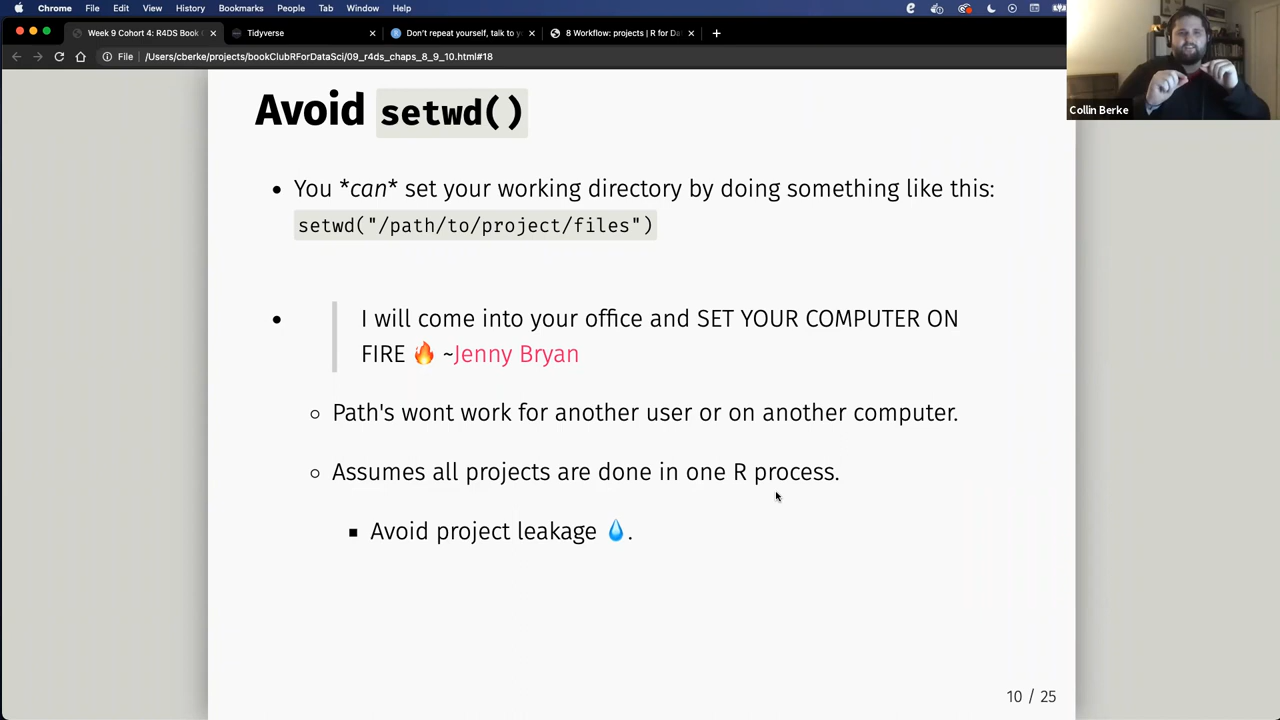 Chrome File Edit View History Bookmarks People Tab Window Help
Week 9 Cohort 4: R4DS Book
Tidyverse
Don't repeat yourself, talk to y
8 Workflow: projects | R for Da
File /Users/cberke/projects/bookClubRForDataSci/09_r4ds_chaps_8_9_10.html#18
Collin Berke
Avoid setwd()
You *can* set your working directory by doing something like this:
setwd("/path/to/project/files")
I will come into your office and SET YOUR COMPUTER ON
FIRE 🔥 ~Jenny Bryan
Path's wont work for another user or on another computer.
Assumes all projects are done in one R process.
Avoid project leakage 💧.
10 / 25